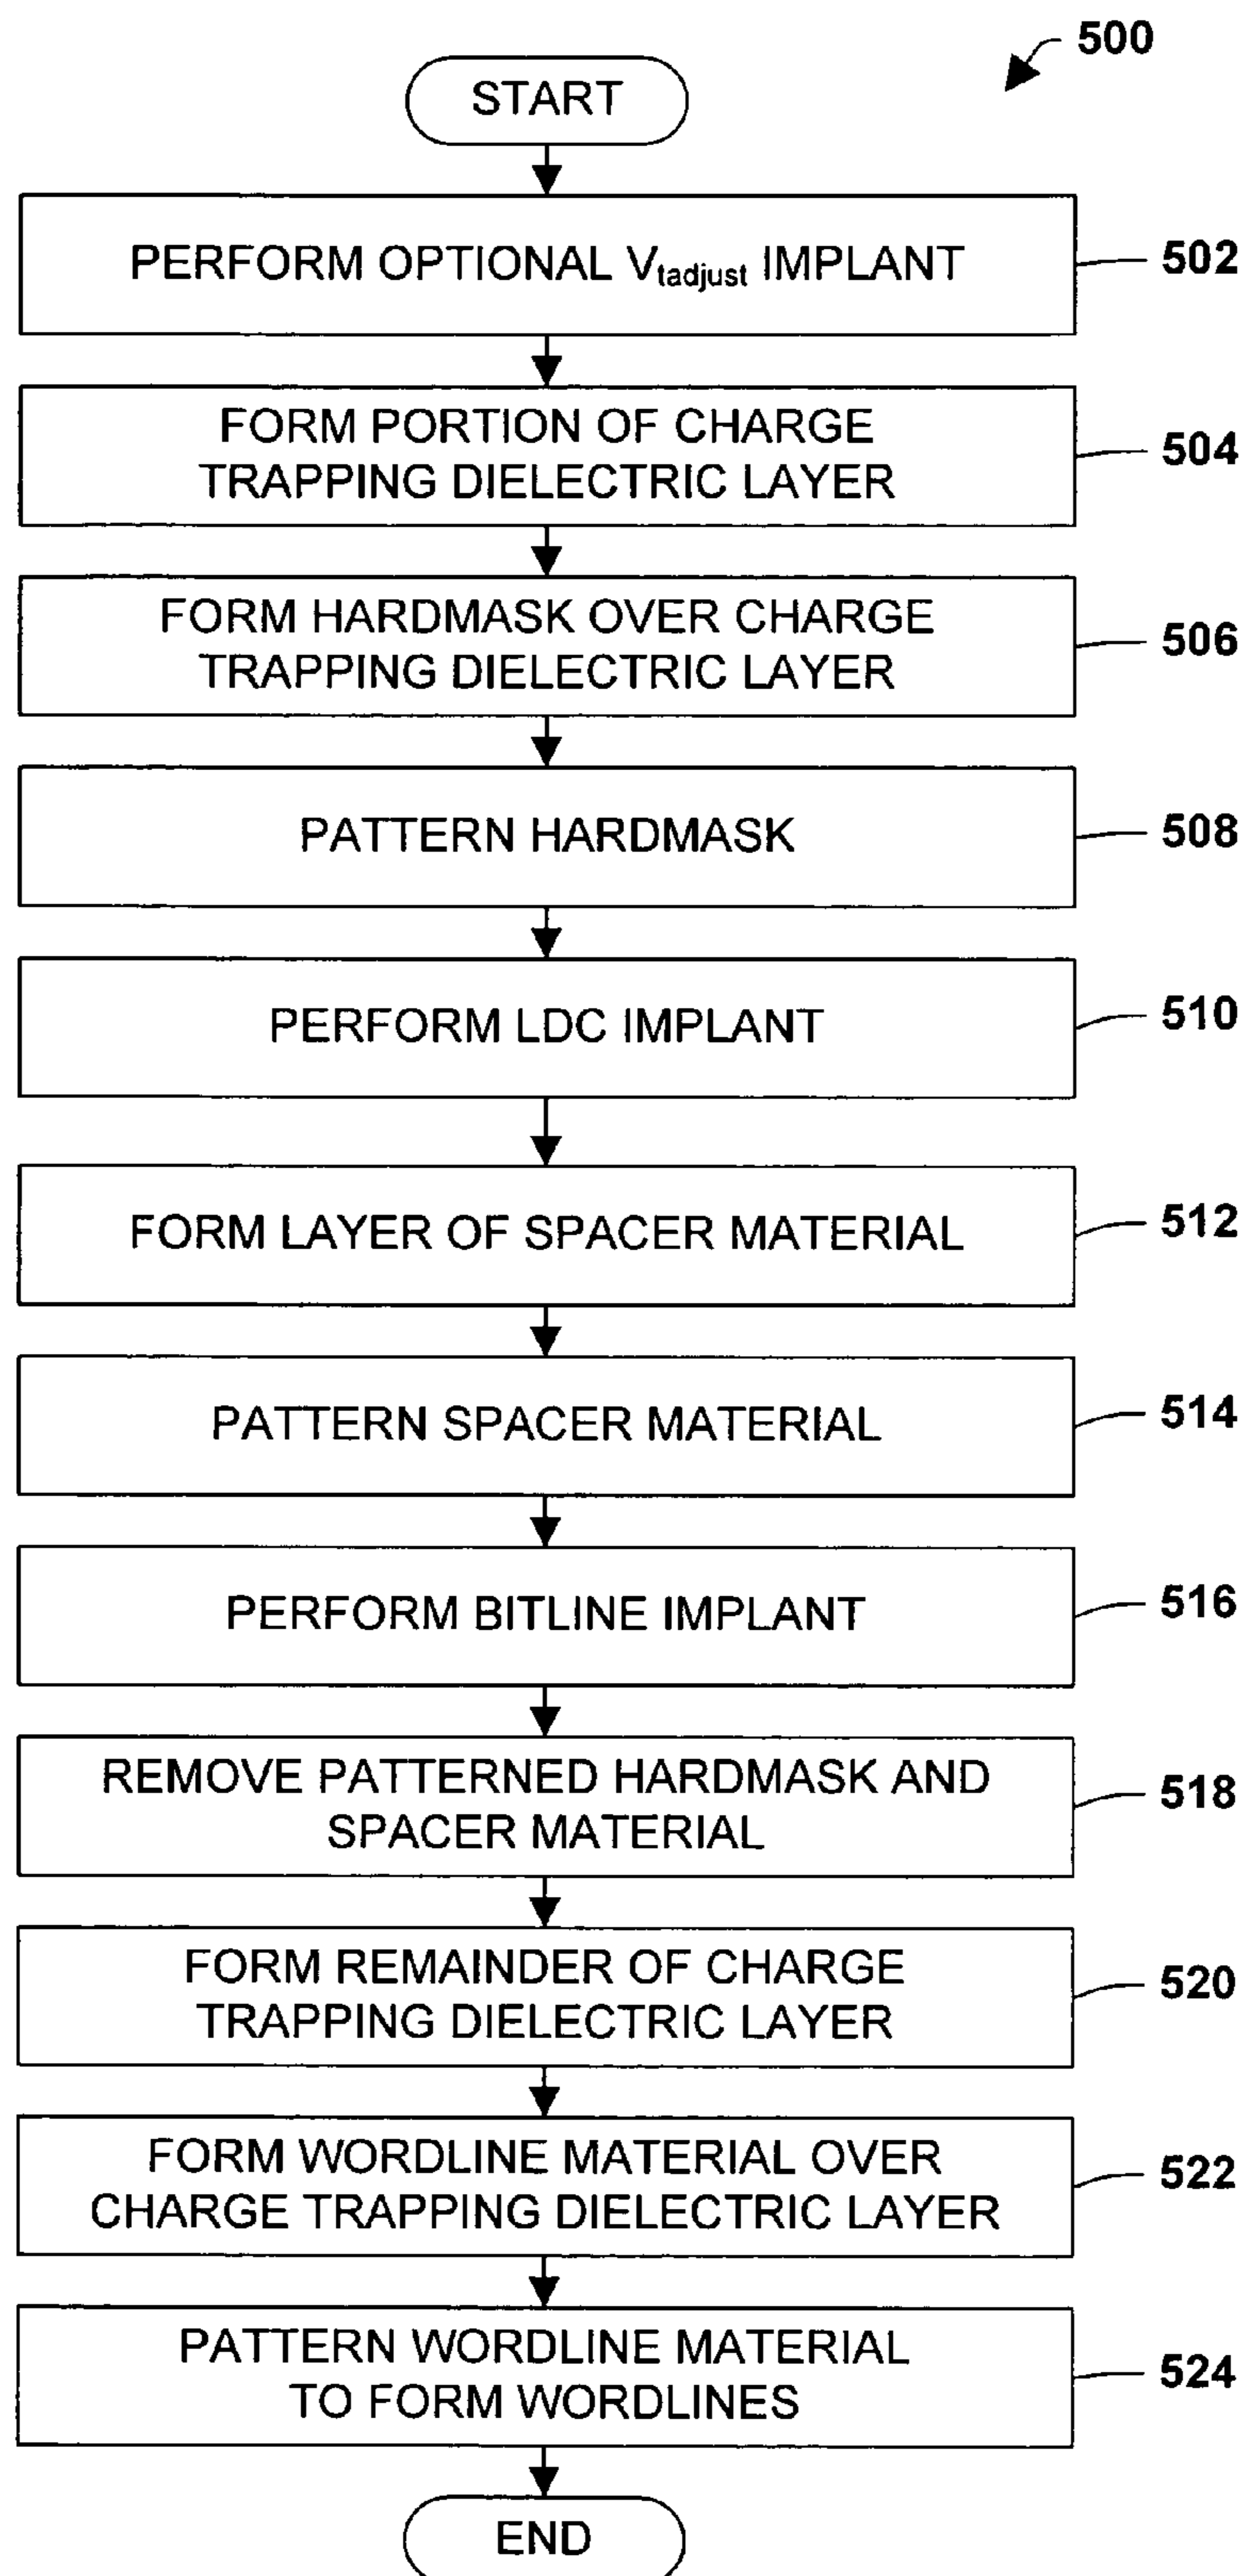 500
START
PERFORM OPTIONAL Vtadjust IMPLANT
502
FORM PORTION OF CHARGE
TRAPPING DIELECTRIC LAYER
504
FORM HARDMASK OVER CHARGE
TRAPPING DIELECTRIC LAYER
506
PATTERN HARDMASK
508
PERFORM LDC IMPLANT
510
FORM LAYER OF SPACER MATERIAL
512
PATTERN SPACER MATERIAL
514
PERFORM BITLINE IMPLANT
516
REMOVE PATTERNED HARDMASK AND
SPACER MATERIAL
518
FORM REMAINDER OF CHARGE
TRAPPING DIELECTRIC LAYER
520
FORM WORDLINE MATERIAL OVER
CHARGE TRAPPING DIELECTRIC LAYER
522
PATTERN WORDLINE MATERIAL
TO FORM WORDLINES
524
END